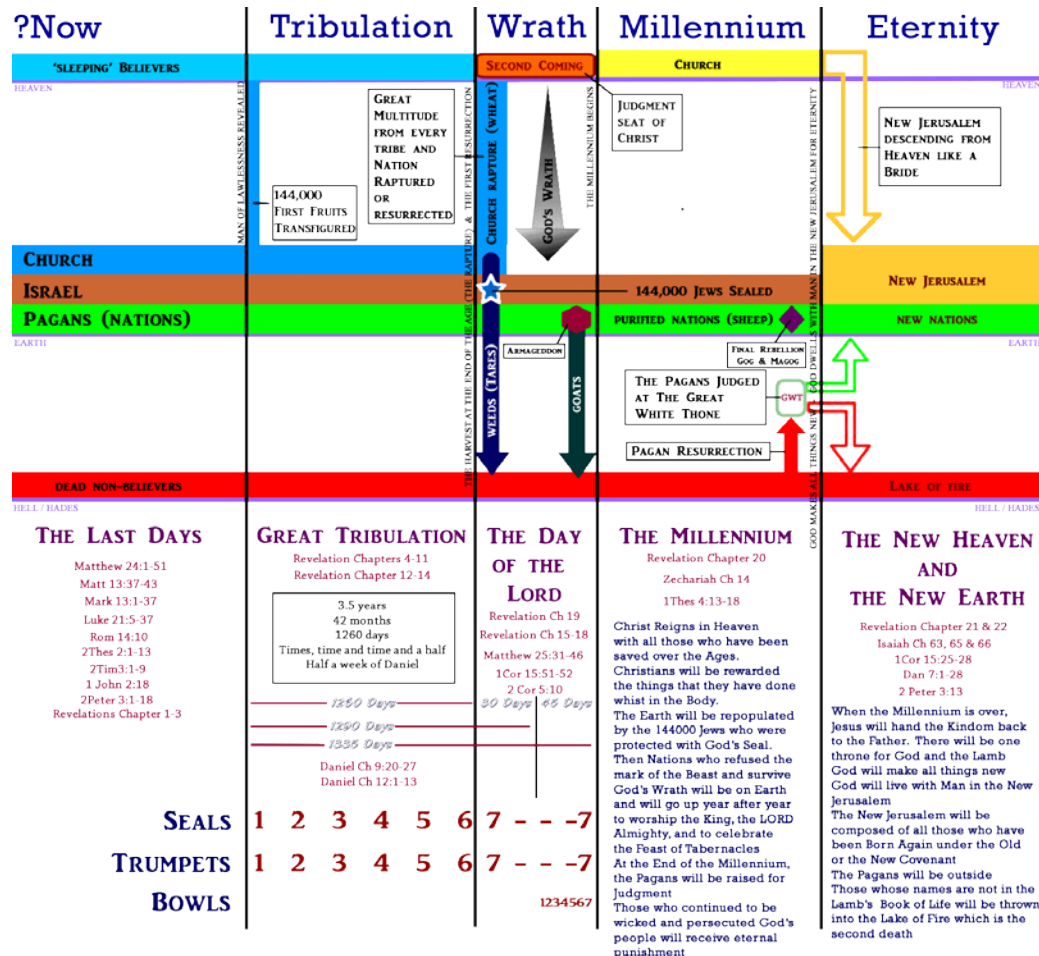 ?Now
Tribulation
Wrath
Millennium
Eternity
'SLEEPING' BELIEVERS
SECOND COMING
CHURCH
HEAVEN
HEAVEN
MAN OF LAWLESSNESS REVEALED
144,000
FIRST FRUITS
TRANSFIGURED
GREAT
MULTITUDE
FROM EVERY
TRIBE AND
NATION
RAPTURED
OR
RESURRECTED
THE HARVEST AT THE END OF THE AGE (THE RAPTURE) & THE FIRST RESURRECTION
CHURCH RAPTURE (WHEAT)
GOD'S WRATH
THE MILLENNIUM BEGINS
JUDGMENT
SEAT OF
CHRIST
GOD MAKES ALL THINGS NEW - GOD DWELLS WITH MAN IN THE NEW JERUSALEM FOR ETERNITY
NEW JERUSALEM
DESCENDING FROM
HEAVEN LIKE A
BRIDE
CHURCH
ISRAEL
144,000 JEWS SEALED
NEW JERUSALEM
PAGANS (NATIONS)
PURIFIED NATIONS (SHEEP)
NEW NATIONS
EARTH
EARTH
WEEDS (TARES)
ARMAGEDDON
GOATS
FINAL REBELLION
GOG & MAGOG
THE PAGANS JUDGED
AT THE GREAT
WHITE THONE
GWT
PAGAN RESURRECTION
DEAD NON-BELIEVERS
LAKE OF FIRE
HELL / HADES
HELL / HADES
THE LAST DAYS
Matthew 24:1-51
Matt 13:37-43
Mark 13:1-37
Luke 21:5-37
Rom 14:10
2Thes 2:1-13
2Tim3:1-9
1 John 2:18
2Peter 3:1-18
Revelations Chapter 1-3
GREAT TRIBULATION
Revelation Chapters 4-11
Revelation Chapter 12-14
3.5 years
42 months
1260 days
Times, time and time and a half
Half a week of Daniel
1260 Days
30 Days
45 Days
1290 Days
1335 Days
Daniel Ch 9:20-27
Daniel Ch 12:1-13
THE DAY
OF THE
LORD
Revelation Ch 19
Revelation Ch 15-18
Matthew 25:31-46
1Cor 15:51-52
2 Cor 5:10
THE MILLENNIUM
Revelation Chapter 20
Zechariah Ch 14
1Thes 4:13-18
Christ Reigns in Heaven
with all those who have been
saved over the Ages.
Christians will be rewarded
the things that they have done
whist in the Body.
The Earth will be repopulated
by the 144000 Jews who were
protected with God's Seal.
Then Nations who refused the
mark of the Beast and survive
God's Wrath will be on Earth
and will go up year after year
to worship the King, the LORD
Almighty, and to celebrate
the Feast of Tabernacles
At the End of the Millennium,
the Pagans will be raised for
Judgment
Those who continued to be
wicked and persecuted God's
people will receive eternal
punishment
THE NEW HEAVEN
AND
THE NEW EARTH
Revelation Chapter 21 & 22
Isaiah Ch 63, 65 & 66
1Cor 15:25-28
Dan 7:1-28
2 Peter 3:13
When the Millennium is over,
Jesus will hand the Kindom back
to the Father. There will be one
throne for God and the Lamb
God will make all things new
God will live with Man in the New
Jerusalem
The New Jerusalem will be
composed of all those who have
been Born Again under the Old
or the New Covenant
The Pagans will be outside
Those whose names are not in the
Lamb's Book of Life will be thrown
into the Lake of Fire which is the
second death
SEALS 1 2 3 4 5 6 7 - - -7
TRUMPETS 1 2 3 4 5 6 7 - - -7
BOWLS 1234567